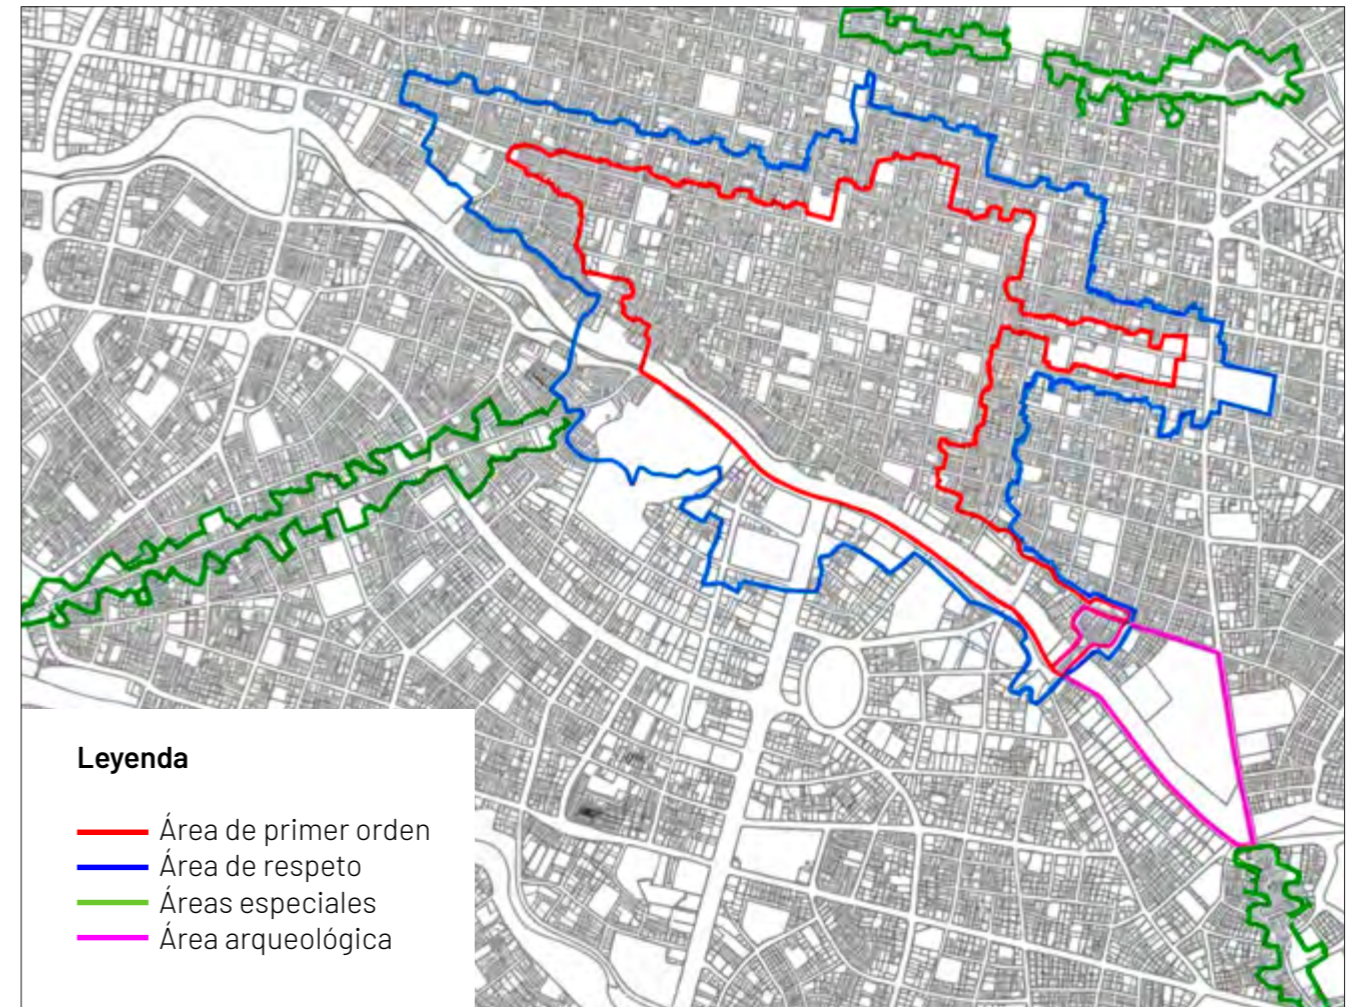 Leyenda
Área de primer orden
Área de respeto
Áreas especiales
Área arqueológica